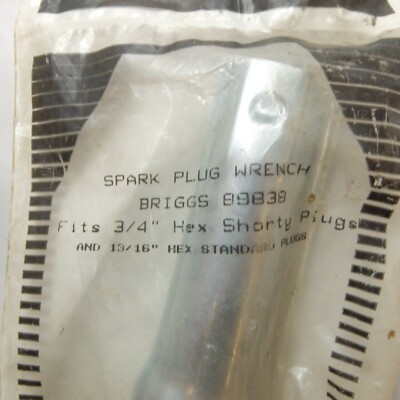 SPARK PLUG WRENCH
BRIGGS 89838
Fits 3/4" Hex Shorty Plugs
AND 13/16" HEX STANDARD PLUGS